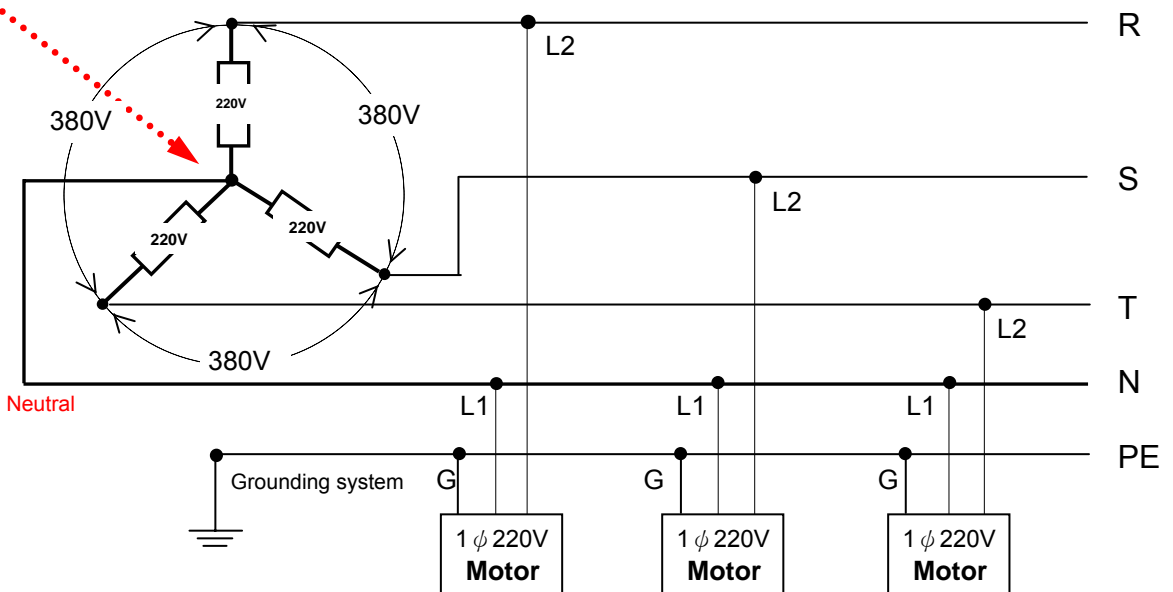 R
L2
220V
380V
380V
S
L2
220V
220V
T
L2
380V
N
Neutral
L1
L1
L1
PE
Grounding system
G
G
G
1 ϕ 220V
Motor
1 ϕ 220V
Motor
1 ϕ 220V
Motor